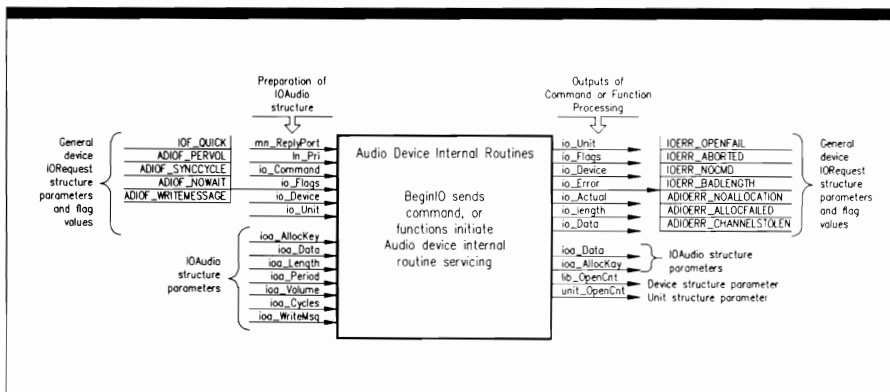 Preparation of
IOAudio
structure
Outputs of
Command or Function
Processing
General
device
IORequest
structure
parameters
and flag
values
IOF_QUICK
ADIOF_PERVOL
ADIOF_SYNCCYCLE
ADIOF_NOWAIT
ADIOF_WRITEMESSAGE
mn_ReplyPort
ln_Pri
io_Command
io_Flags
io_Device
io_Unit
IOAudio
structure
parameters
ioa_AllocKey
ioa_Data
ioa_Length
ioa_Period
ioa_Volume
ioa_Cycles
ioa_WriteMsg
Audio Device Internal Routines
BeginIO sends
command, or
functions initiate
Audio device internal
routine servicing
io_Unit
io_Flags
io_Device
io_Error
io_Actual
io_length
io_Data
IOERR_OPENFAIL
IOERR_ABORTED
IOERR_NOCMD
IOERR_BADLENGTH
ADIOERR_NOALLOCATION
ADIOERR_ALLOCFAILED
ADIOERR_CHANNELSTOLEN
General
device
IORequest
structure
parameters
and flag
values
ioa_Data
ioa_AllocKay
IOAudio structure
parameters
lib_OpenCnt
Device structure parameter
unit_OpenCnt
Unit structure parameter